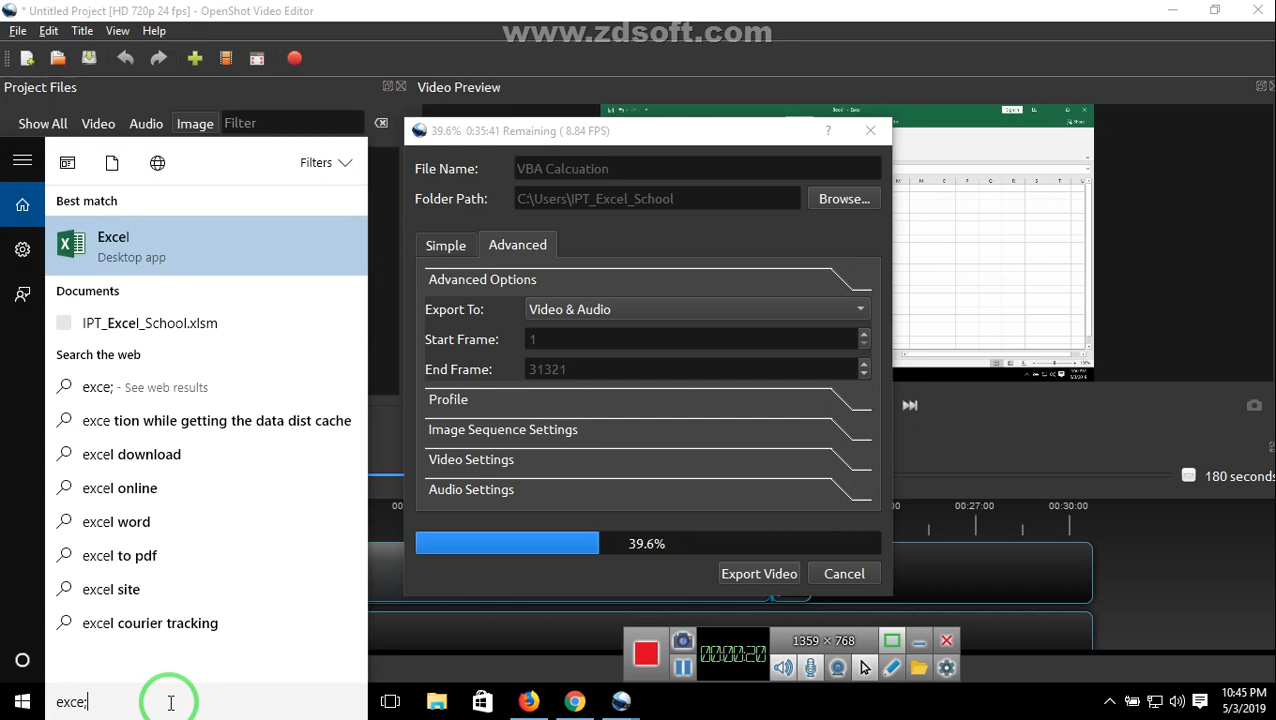 * Untitled Project [HD 720p 24 fps] - OpenShot Video Editor
File Edit Title View Help
www.zdsoft.com
Project Files
Video Preview
Show All Video Audio Image Filter
39.6% 0:35:41 Remaining ( 8.84 FPS)
?
File Name: VBA Calcuation
Folder Path: C:\Users\IPT_Excel_School Browse...
Simple Advanced
Advanced Options
Export To: Video & Audio
Start Frame: 1
End Frame: 31321
Profile
Image Sequence Settings
Video Settings
Audio Settings
39.6%
Export Video Cancel
Filters
Best match
Excel
Desktop app
Documents
IPT_Excel_School.xlsm
Search the web
exce; - See web results
exce tion while getting the data dist cache
excel download
excel online
excel word
excel to pdf
excel site
excel courier tracking
exce;
180 seconds
00:27:00 00:30:00
00:00:20
1359 × 768
10:45 PM
5/3/2019